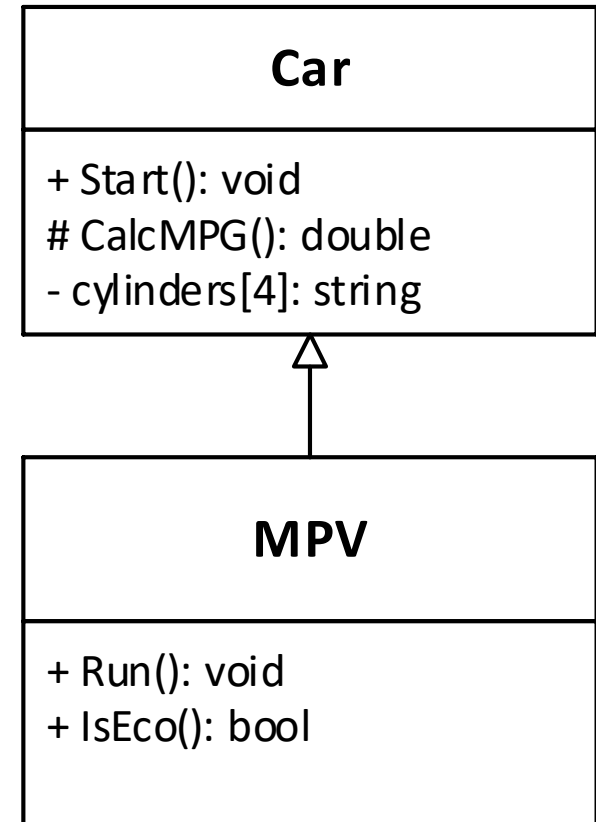 Car
+ Start(): void
# CalcMPG(): double
- cylinders[4]: string
MPV
+ Run(): void
+ IsEco(): bool